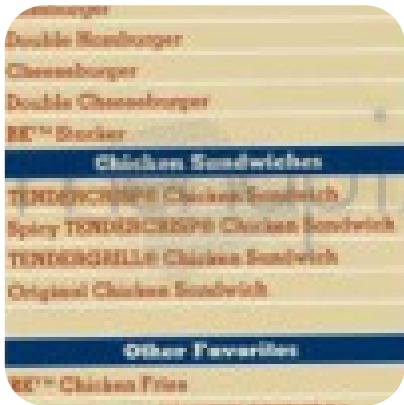 Hamburger
Double Hamburger
Cheeseburger
Double Cheeseburger
BK™ Stacker
Chicken Sandwiches
TENDERCRISP® Chicken Sandwich
Spicy TENDERCRISP® Chicken Sandwich
TENDERGRILL® Chicken Sandwich
Original Chicken Sandwich
Other Favorites
BK™ Chicken Fries